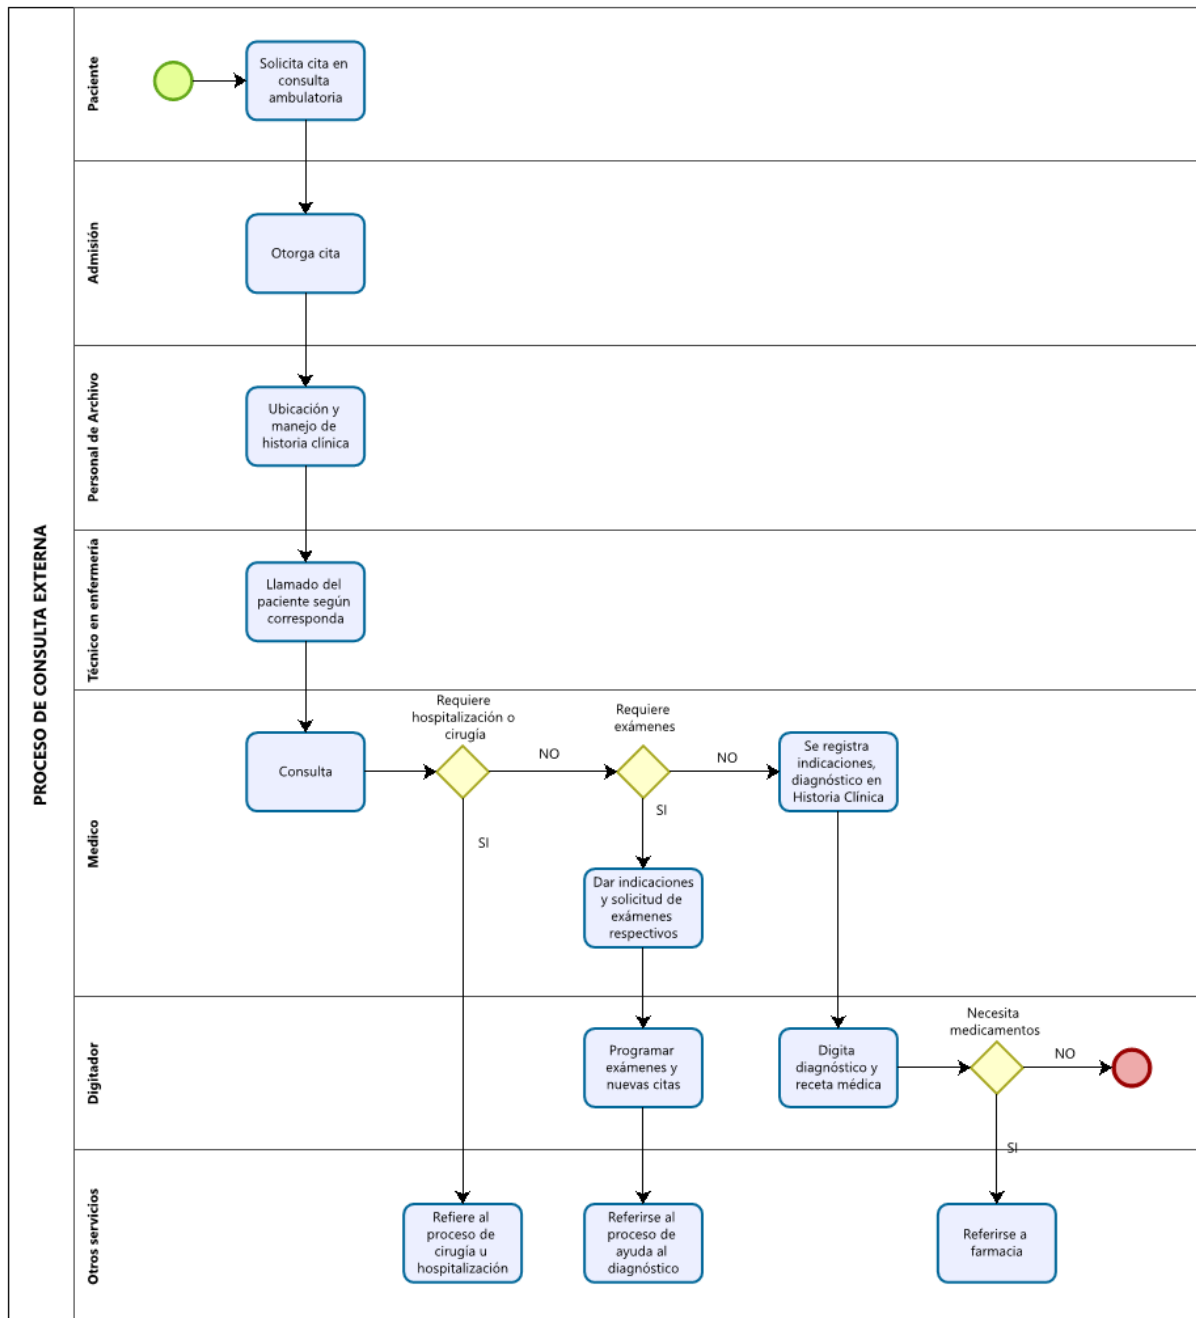 PROCESO DE CONSULTA EXTERNA
Paciente
Solicita cita en
consulta
ambulatoria
Admisión
Otorga cita
Personal de Archivo
Ubicación y
manejo de
historia clínica
Técnico en enfermería
Llamado del
paciente según
corresponda
Medico
Consulta
Requiere
hospitalización o
cirugía
NO
SI
Requiere
exámenes
NO
SI
Se registra
indicaciones,
diagnóstico en
Historia Clínica
Dar indicaciones
y solicitud de
exámenes
respectivos
Digitador
Programar
exámenes y
nuevas citas
Digita
diagnóstico y
receta médica
Necesita
medicamentos
NO
SI
Otros servicios
Refiere al
proceso de
cirugía u
hospitalización
Referirse al
proceso de
ayuda al
diagnóstico
Referirse a
farmacia